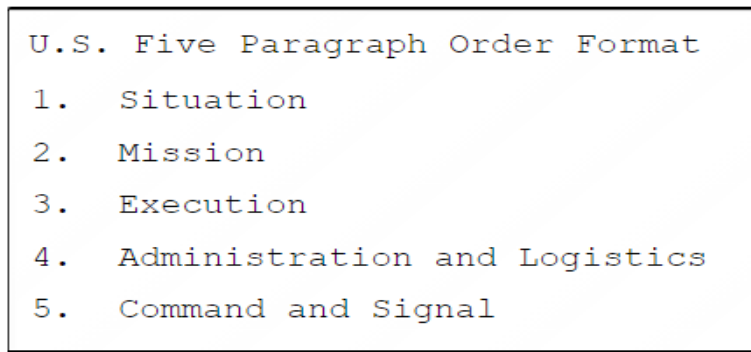 U.S. Five Paragraph Order Format
1. Situation
2. Mission
3. Execution
4. Administration and Logistics
5. Command and Signal